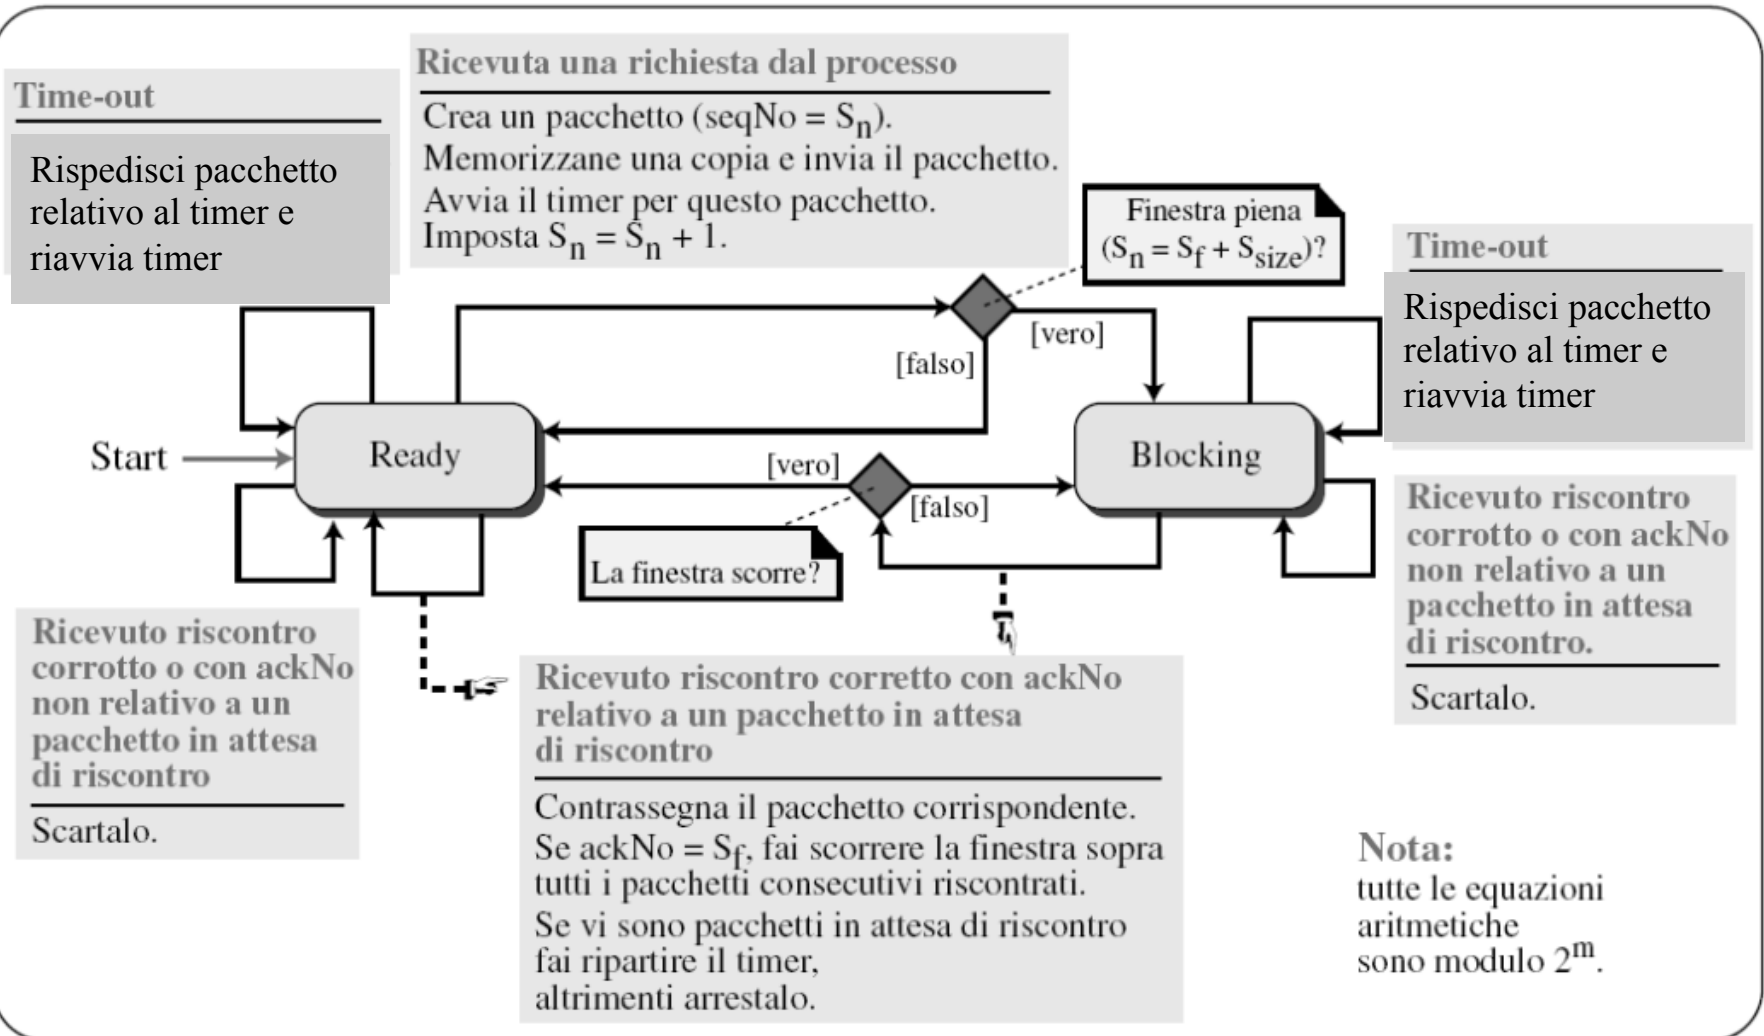 Time-out
Rispedisci pacchetto
relativo al timer e
riavvia timer
Ricevuta una richiesta dal processo
Crea un pacchetto (seqNo = Sn).
Memorizzane una copia e invia il pacchetto.
Avvia il timer per questo pacchetto.
Imposta Sn = Sn + 1.
Finestra piena
(Sn = Sf + Ssize)?
Time-out
Rispedisci pacchetto
relativo al timer e
riavvia timer
[vero]
[falso]
Start
Ready
Blocking
[vero]
[falso]
La finestra scorre?
Ricevuto riscontro
corrotto o con ackNo
non relativo a un
pacchetto in attesa
di riscontro.
Scartalo.
Ricevuto riscontro
corrotto o con ackNo
non relativo a un
pacchetto in attesa
di riscontro
Scartalo.
Ricevuto riscontro corretto con ackNo
relativo a un pacchetto in attesa
di riscontro
Contrassegna il pacchetto corrispondente.
Se ackNo = Sf, fai scorrere la finestra sopra
tutti i pacchetti consecutivi riscontrati.
Se vi sono pacchetti in attesa di riscontro
fai ripartire il timer,
altrimenti arrestalo.
Nota:
tutte le equazioni
aritmetiche
sono modulo 2^m.